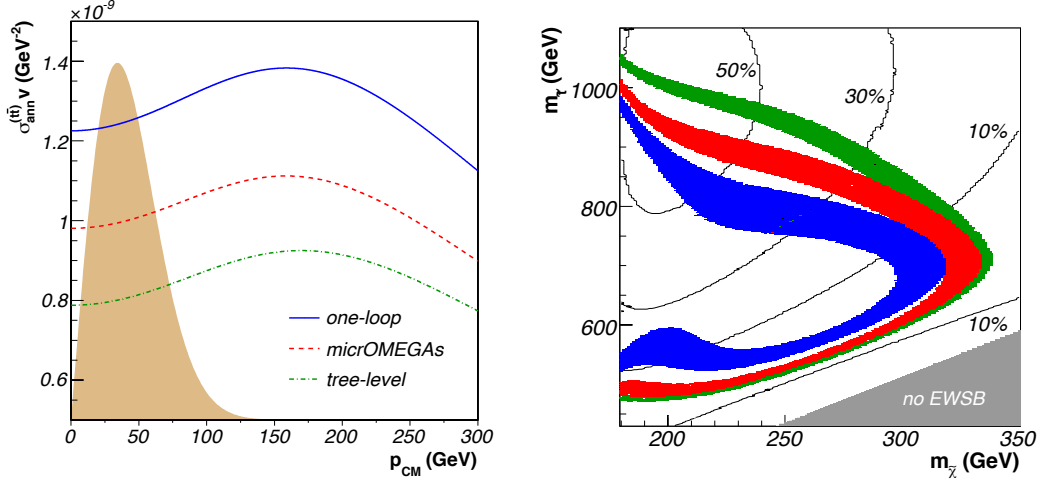 ×10⁻⁹
σ_ann^(tt̄) v (GeV⁻²)
1.4
1.2
1
0.8
0.6
one-loop
micrOMEGAs
tree-level
0 50 100 150 200 250 300
p_CM (GeV)
(GeV)
1000
800
600
50%
30%
10%
10%
no EWSB
200 250 300 350
m_χ̃ (GeV)